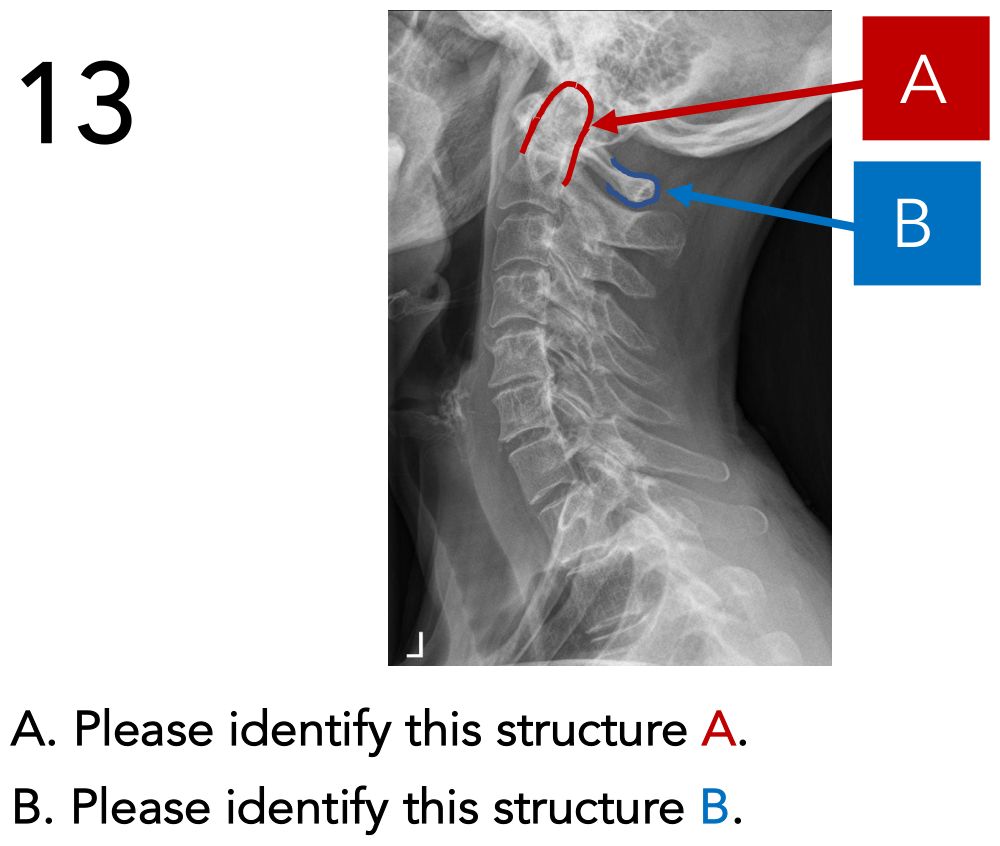 13
A
B
L
A. Please identify this structure A.
B. Please identify this structure B.